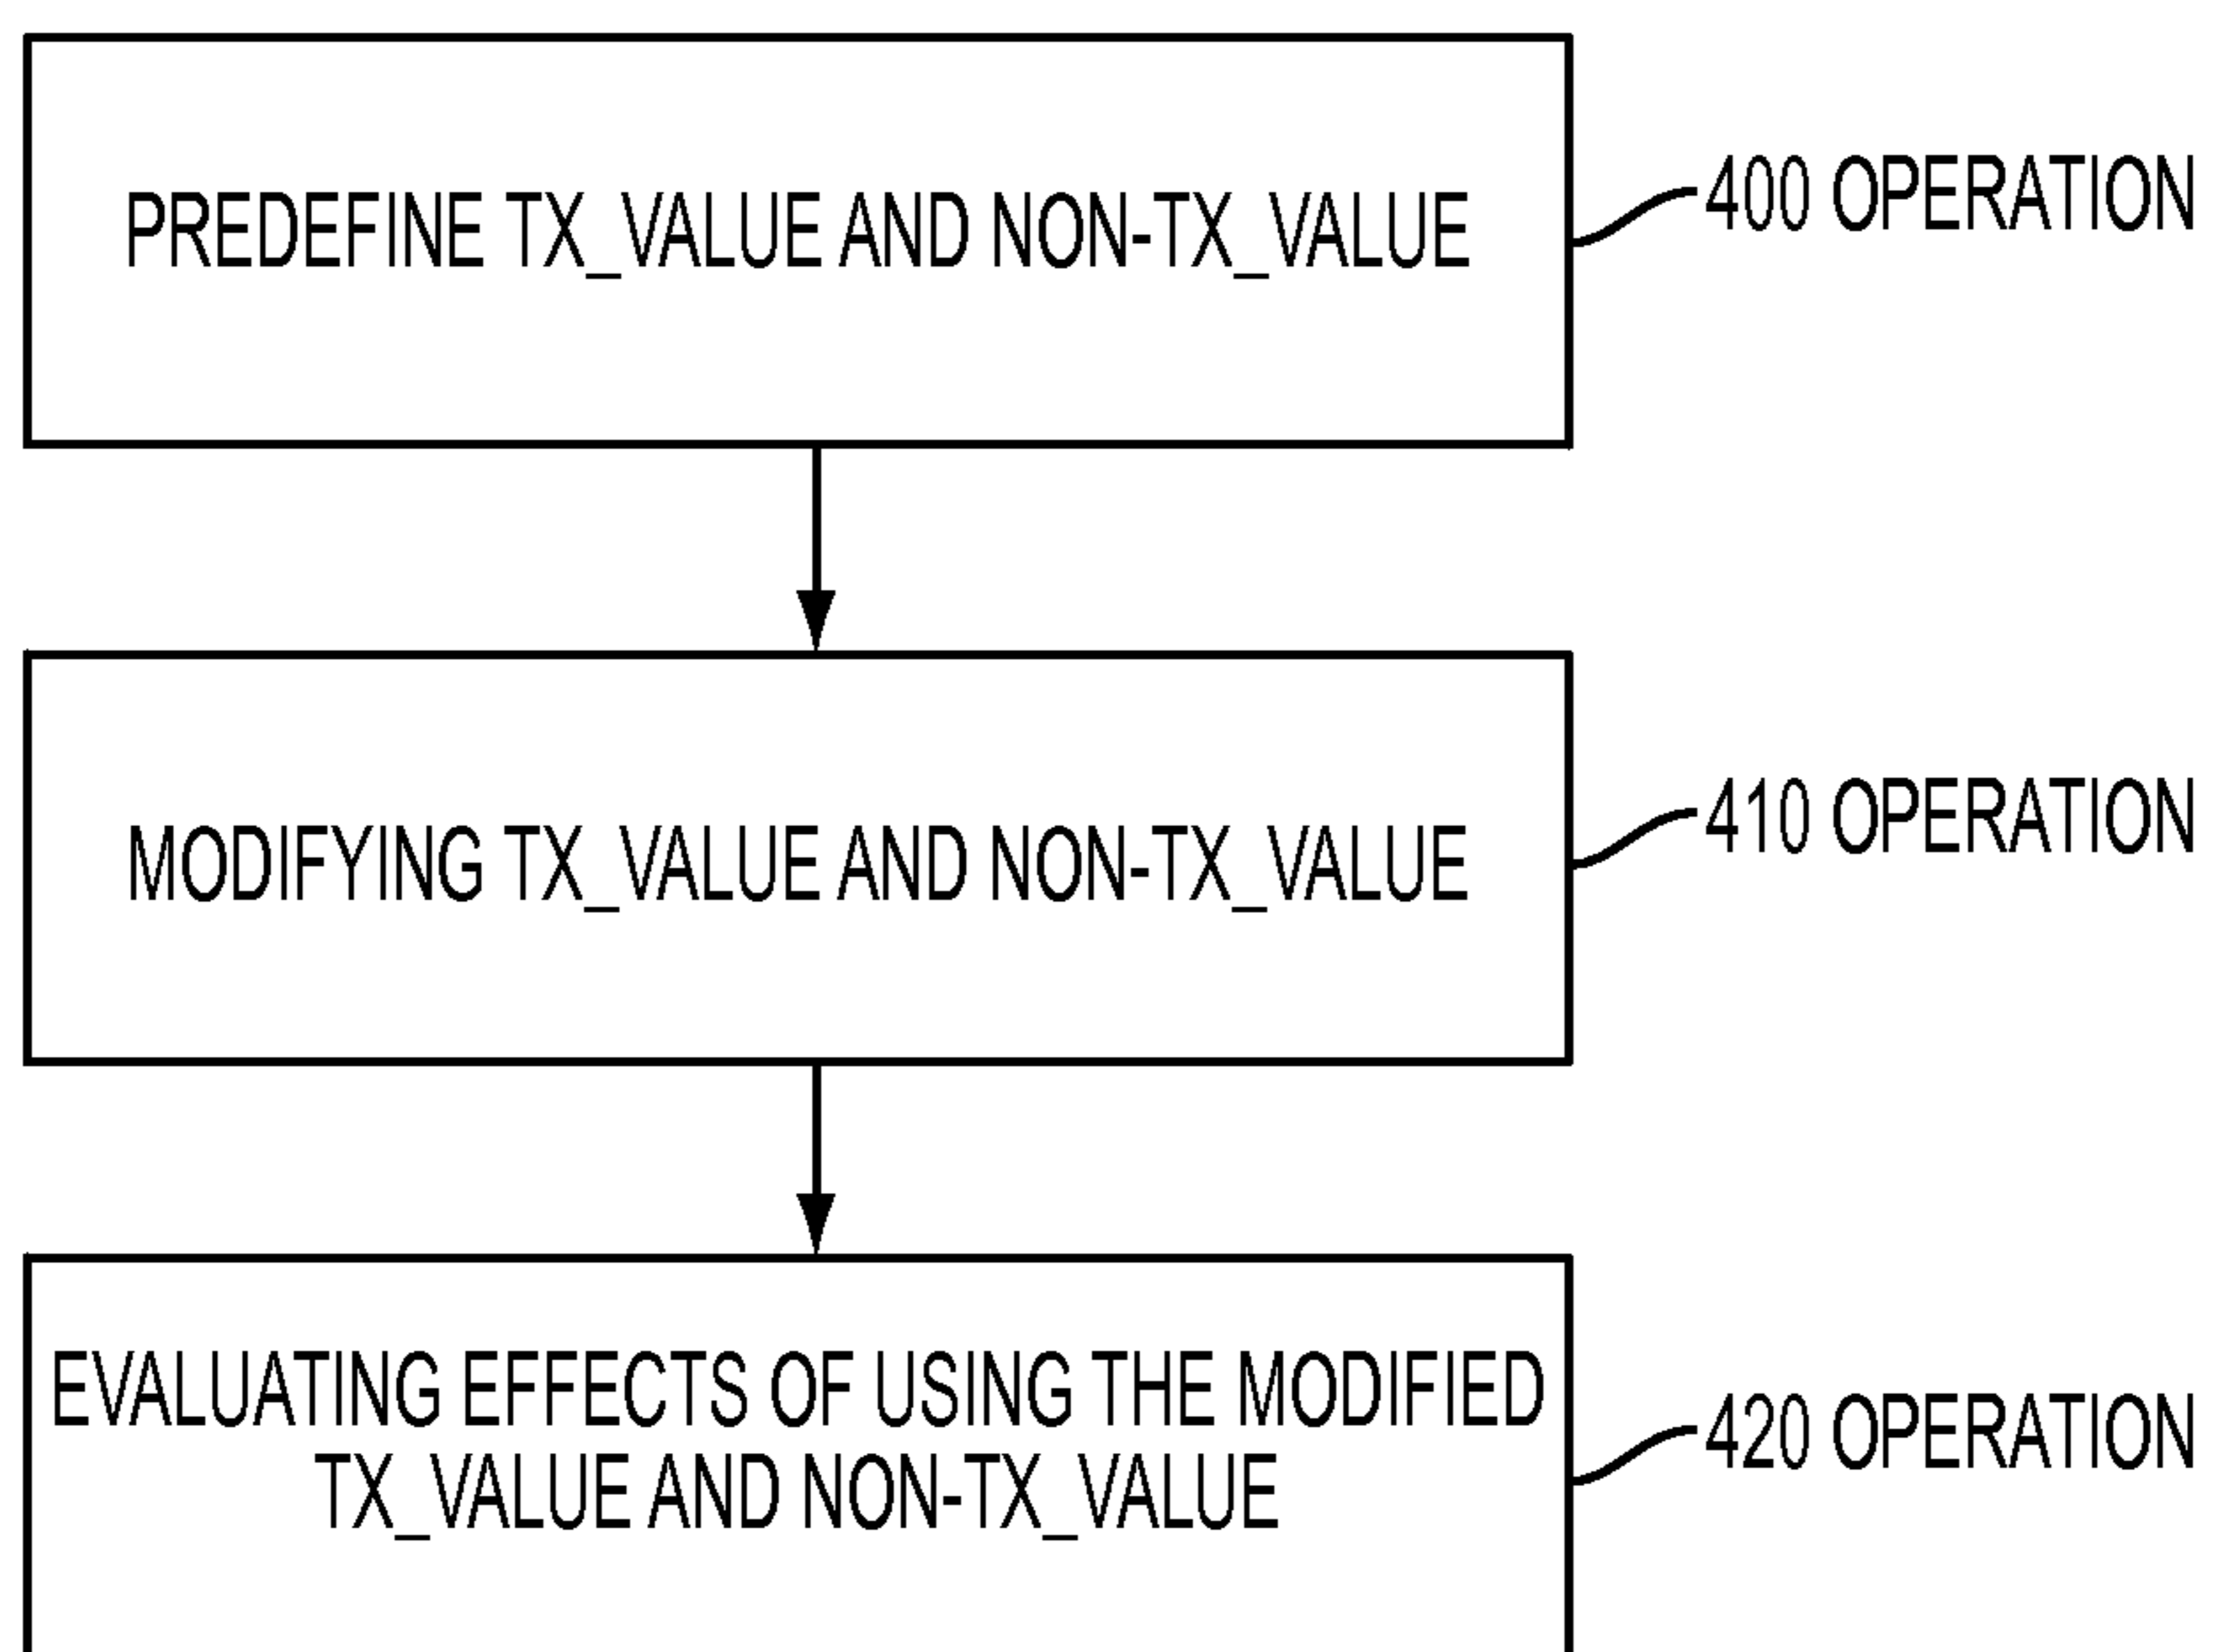 PREDEFINE TX_VALUE AND NON-TX_VALUE
400 OPERATION
MODIFYING TX_VALUE AND NON-TX_VALUE
410 OPERATION
EVALUATING EFFECTS OF USING THE MODIFIED
TX_VALUE AND NON-TX_VALUE
420 OPERATION